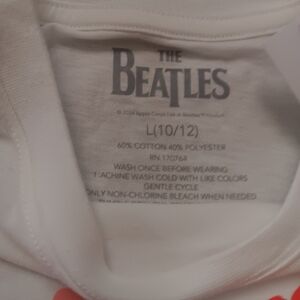 THE
BEATLES
L(10/12)
60% COTTON 40% POLYESTER
RN 170764
WASH ONCE BEFORE WEARING
MACHINE WASH COLD WITH LIKE COLORS
GENTLE CYCLE
ONLY NON-CHLORINE BLEACH WHEN NEEDED